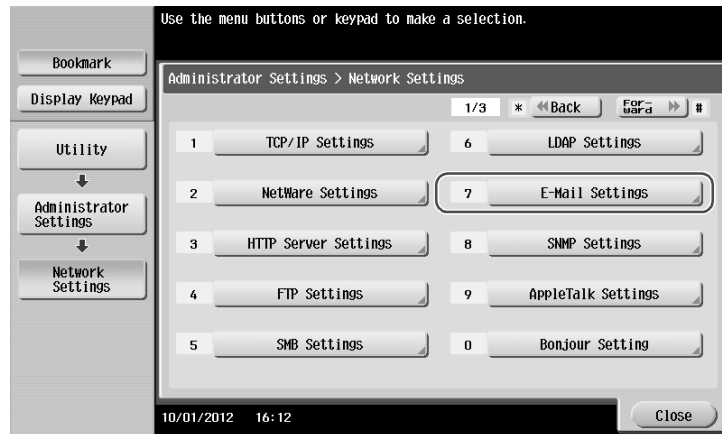 Use the menu buttons or keypad to make a selection.
Bookmark
Display Keypad
Utility
Administrator
Settings
Network
Settings
Administrator Settings > Network Settings
1/3 * Back For-
ward #
1 TCP/IP Settings
2 NetWare Settings
3 HTTP Server Settings
4 FTP Settings
5 SMB Settings
6 LDAP Settings
7 E-Mail Settings
8 SNMP Settings
9 AppleTalk Settings
0 Bonjour Setting
10/01/2012 16:12
Close